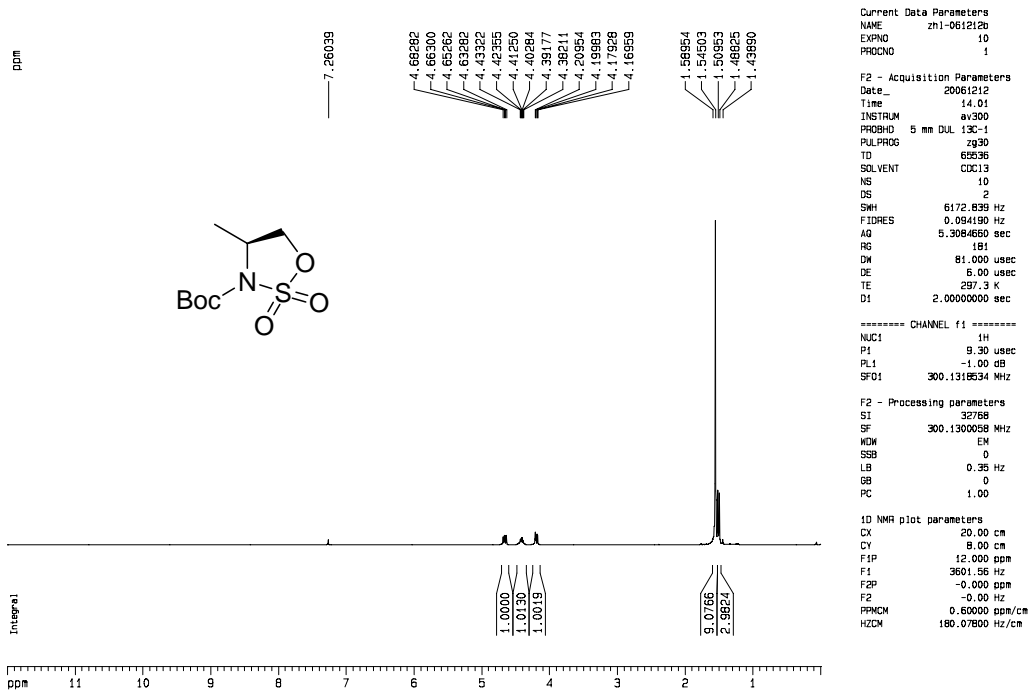 ppm
7.26039
4.68282
4.66300
4.65262
4.63282
4.43322
4.42355
4.41250
4.40284
4.39177
4.38211
4.20954
4.19983
4.17928
4.16959
1.58954
1.54503
1.50953
1.48825
1.43890
Boc
N
S
O
O
O
Integral
1.0000
1.0130
1.0019
9.0766
2.9824
ppm 11 10 9 8 7 6 5 4 3 2 1
Current Data Parameters
NAME zhl-061212b
EXPNO 10
PROCNO 1
F2 - Acquisition Parameters
Date_ 20061212
Time 14.01
INSTRUM av300
PROBHD 5 mm DUL 13C-1
PULPROG zg30
TD 65536
SOLVENT CDCl3
NS 10
DS 2
SWH 6172.839 Hz
FIDRES 0.094190 Hz
AQ 5.3084660 sec
RG 181
DW 81.000 usec
DE 6.00 usec
TE 297.3 K
D1 2.00000000 sec
======== CHANNEL f1 ========
NUC1 1H
P1 9.30 usec
PL1 -1.00 dB
SFO1 300.1318534 MHz
F2 - Processing parameters
SI 32768
SF 300.1300058 MHz
WDW EM
SSB 0
LB 0.35 Hz
GB 0
PC 1.00
1D NMR plot parameters
CX 20.00 cm
CY 8.00 cm
F1P 12.000 ppm
F1 3601.56 Hz
F2P -0.000 ppm
F2 -0.00 Hz
PPMCM 0.60000 ppm/cm
HZCM 180.07800 Hz/cm